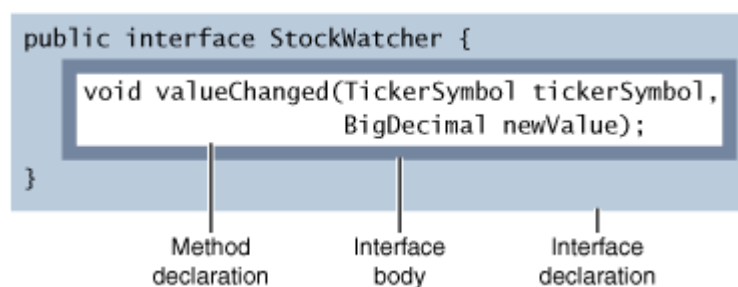 public interface StockWatcher {
void valueChanged(TickerSymbol tickerSymbol,
BigDecimal newValue);
}
Method
declaration
Interface
body
Interface
declaration